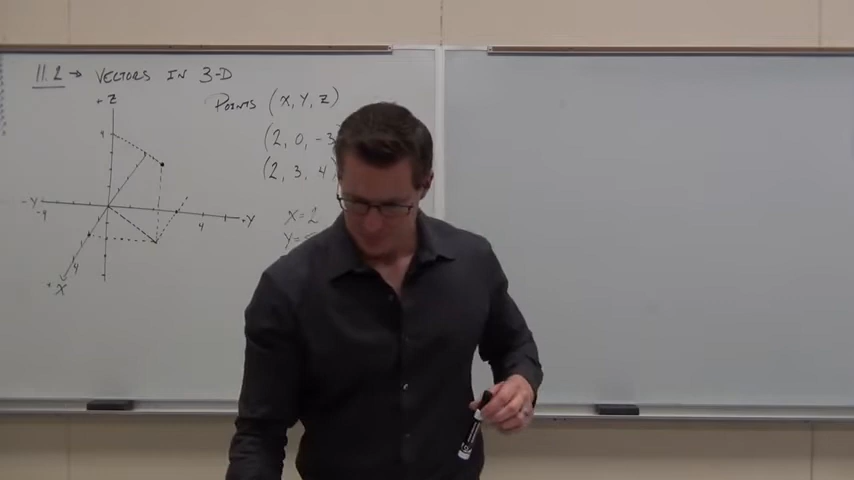 11.2 → VECTORS IN 3-D
+Z
POINTS (X, Y, Z)
4
(2, 0, -3)
(2, 3, 4)
-Y
-4
4
+Y
X=2
Y=
4
+X